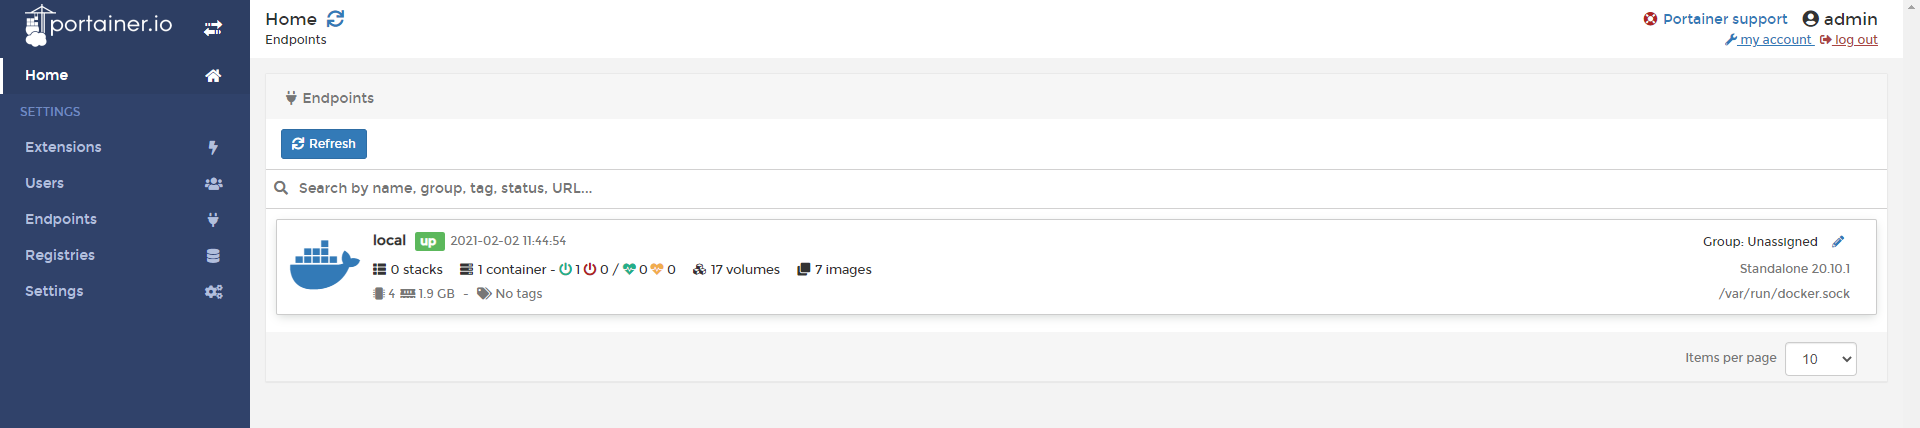 portainer.io
Home
SETTINGS
Extensions
Users
Endpoints
Registries
Settings
Home
Endpoints
Portainer support admin
my account log out
Endpoints
Refresh
Search by name, group, tag, status, URL...
local up 2021-02-02 11:44:54
Group: Unassigned
0 stacks 1 container - 1 0 / 0 0 17 volumes 7 images
Standalone 20.10.1
4 1.9 GB - No tags
/var/run/docker.sock
Items per page 10